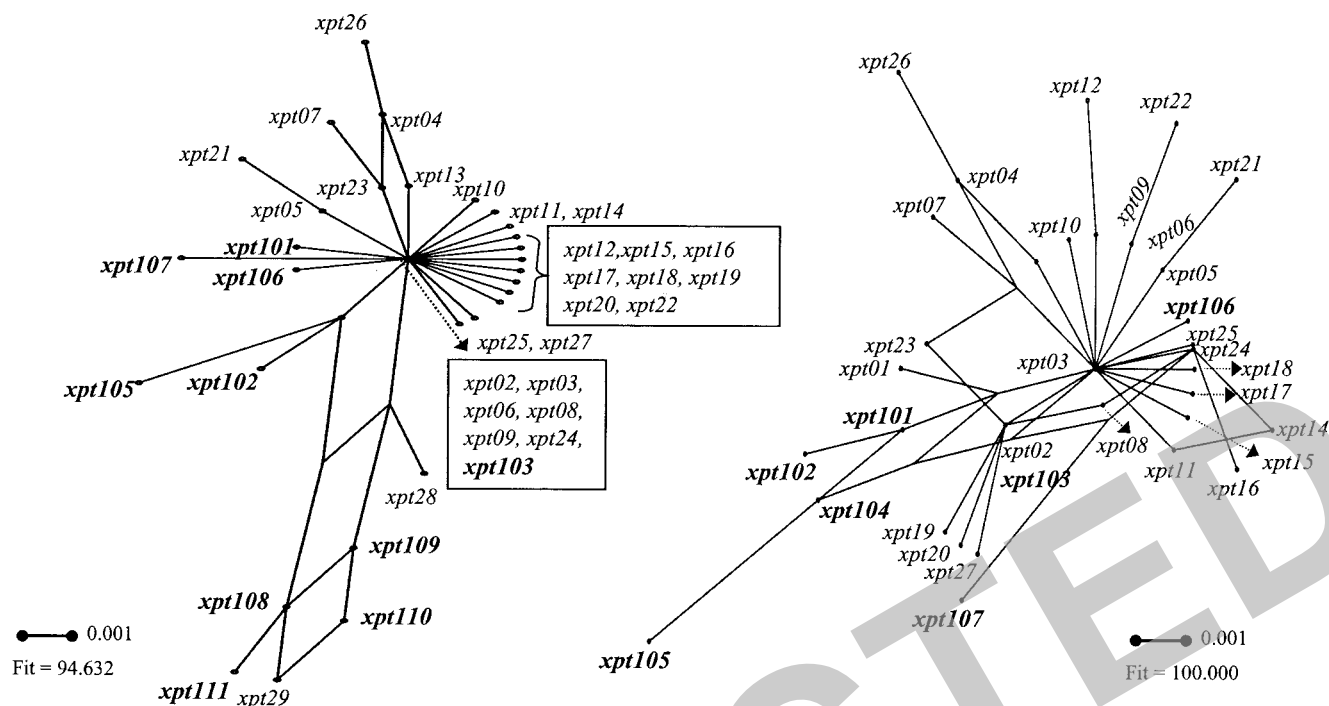 xpt26
xpt07
xpt04
xpt21
xpt23
xpt13
xpt10
xpt05
xpt11, xpt14
xpt101
xpt107
xpt106
xpt12,xpt15, xpt16
xpt17, xpt18, xpt19
xpt20, xpt22
xpt25, xpt27
xpt105
xpt102
xpt02, xpt03,
xpt06, xpt08,
xpt09, xpt24,
xpt103
xpt28
xpt109
xpt108
xpt110
xpt111
xpt29
0.001
Fit = 94.632
xpt26
xpt12
xpt22
xpt04
xpt21
xpt07
xpt10
xpt09
xpt06
xpt05
xpt106
xpt23
xpt03
xpt25
xpt24
xpt01
xpt18
xpt17
xpt101
xpt102
xpt02
xpt08
xpt14
xpt103
xpt11
xpt15
xpt16
xpt104
xpt19
xpt20
xpt27
xpt107
xpt105
0.001
Fit = 100.000
STED